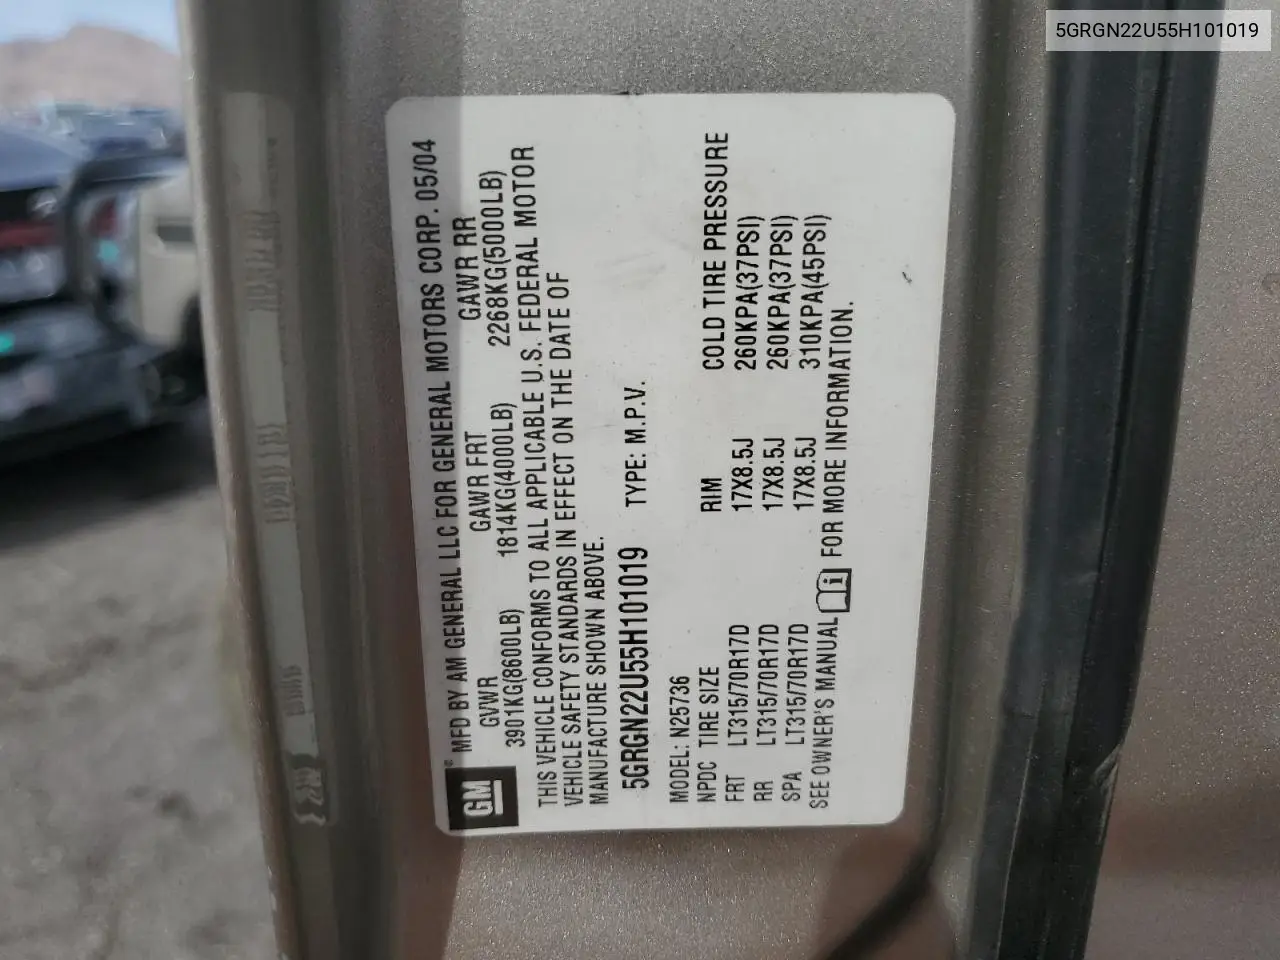 5GRGN22U55H101019
GM
MFD BY AM GENERAL LLC FOR GENERAL MOTORS CORP. 05/04
GVWR GAWR FRT GAWR RR
3901KG(8600LB) 1814KG(4000LB) 2268KG(5000LB)
THIS VEHICLE CONFORMS TO ALL APPLICABLE U.S. FEDERAL MOTOR
VEHICLE SAFETY STANDARDS IN EFFECT ON THE DATE OF
MANUFACTURE SHOWN ABOVE.
5GRGN22U55H101019 TYPE: M.P.V.
MODEL: N25736
NPDC TIRE SIZE RIM COLD TIRE PRESSURE
FRT LT315/70R17D 17X8.5J 260KPA(37PSI)
RR LT315/70R17D 17X8.5J 260KPA(37PSI)
SPA LT315/70R17D 17X8.5J 310KPA(45PSI)
SEE OWNER'S MANUAL FOR MORE INFORMATION.